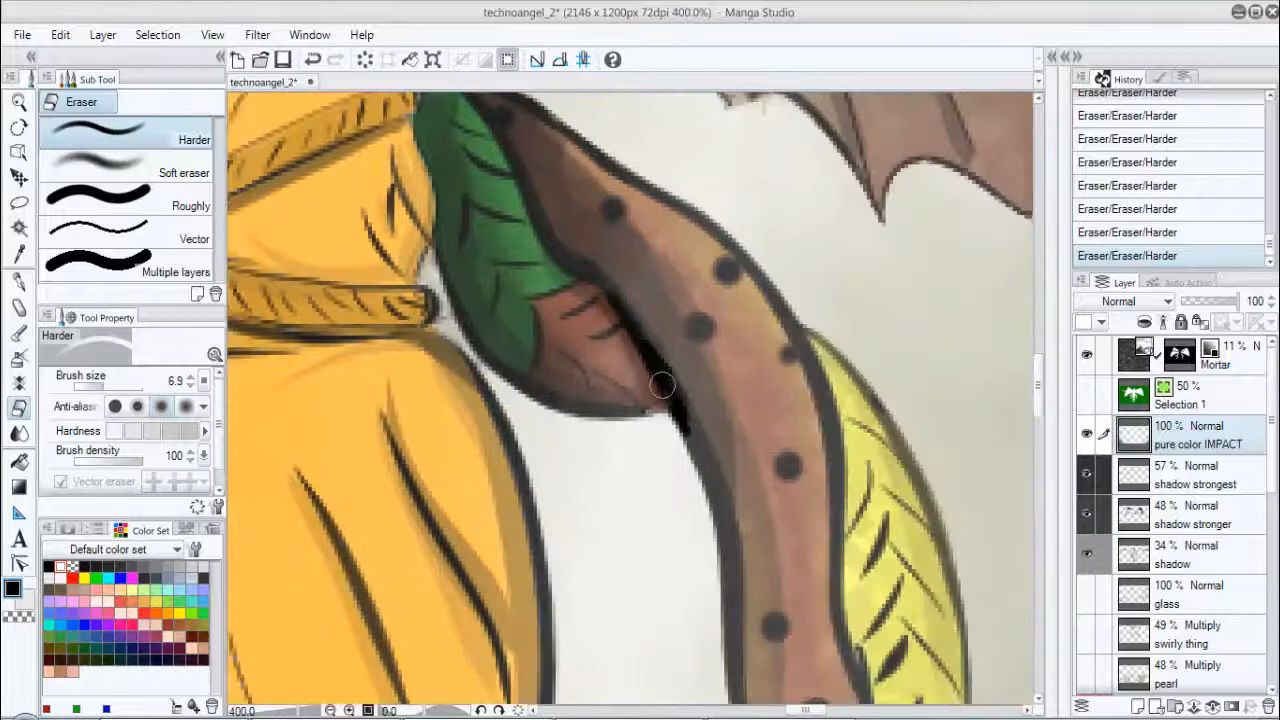 technoangel_2* (2146 x 1200px 72dpi 400.0%) - Manga Studio
File Edit Layer Selection View Filter Window Help
Sub Tool
technoangel_2*
History
Eraser
Harder
Soft eraser
Roughly
Vector
Multiple layers
Tool Property
Harder
Brush size 6.9
Anti-alias
Hardness
Brush density 100
Vector eraser
Color Set
Default color set
Eraser/Eraser/Harder
Eraser/Eraser/Harder
Eraser/Eraser/Harder
Eraser/Eraser/Harder
Eraser/Eraser/Harder
Eraser/Eraser/Harder
Eraser/Eraser/Harder
Eraser/Eraser/Harder
Layer Auto Action
Normal 100
11 % N
Mortar
50 %
Selection 1
100 % Normal
pure color IMPACT
57 % Normal
shadow strongest
48 % Normal
shadow stronger
34 % Normal
shadow
100 % Normal
glass
49 % Multiply
swirly thing
48 % Multiply
pearl
400.0 0.0